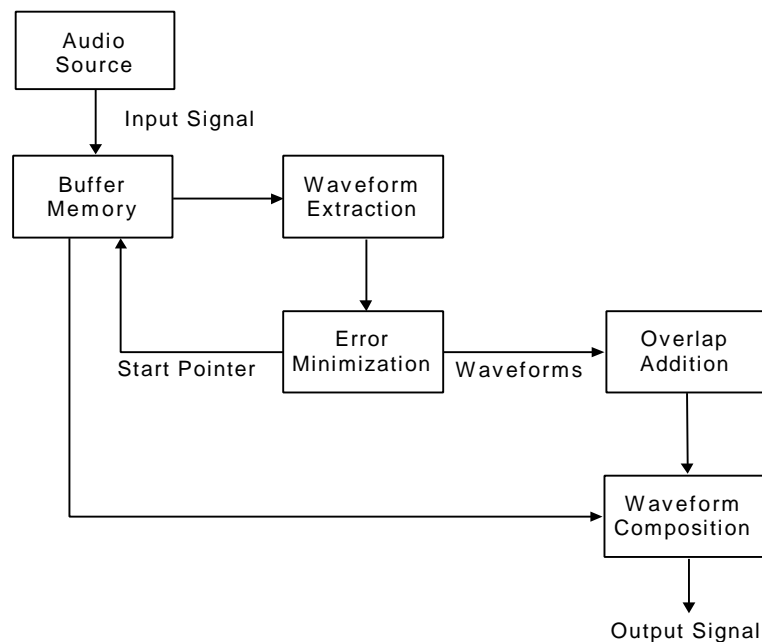 Audio
Source
Input Signal
Buffer
Memory
Waveform
Extraction
Error
Minimization
Overlap
Addition
Start Pointer
Waveforms
Waveform
Composition
Output Signal